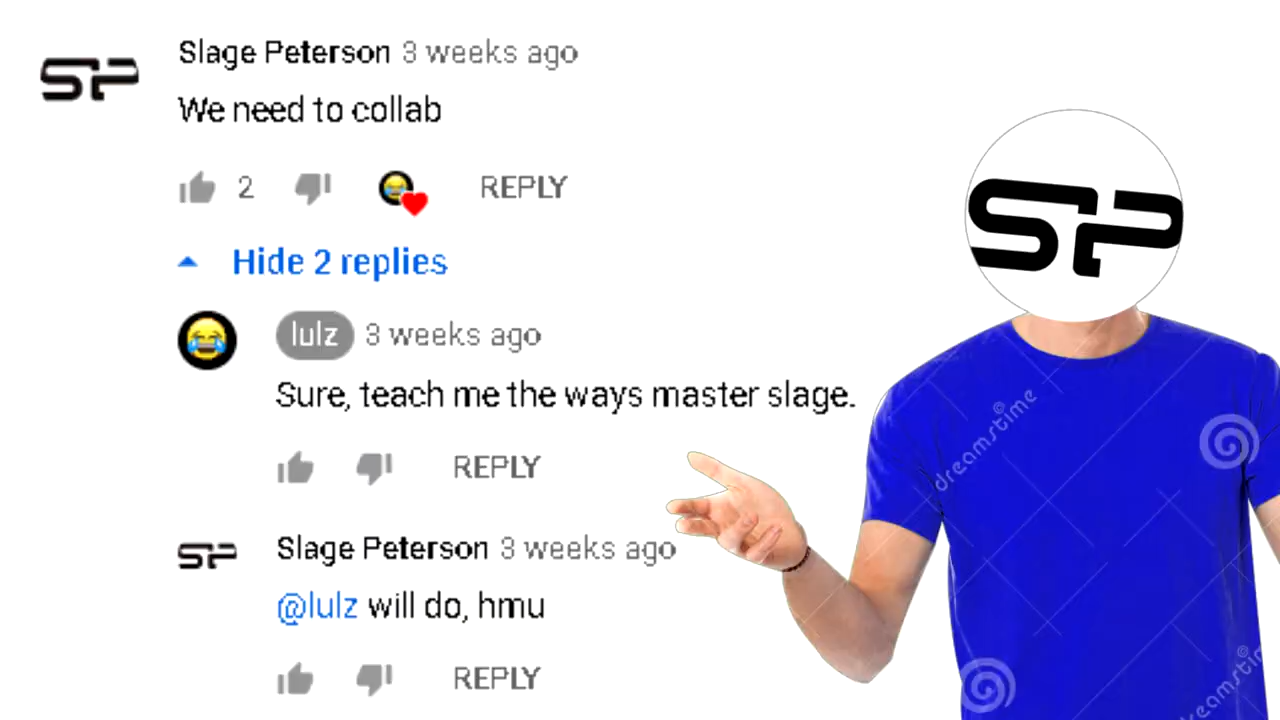 SP
Slage Peterson 3 weeks ago
We need to collab
2 REPLY
Hide 2 replies
lulz 3 weeks ago
Sure, teach me the ways master slage.
REPLY
SP
Slage Peterson 3 weeks ago
@lulz will do, hmu
REPLY
SP
dreamstime
dreamstime